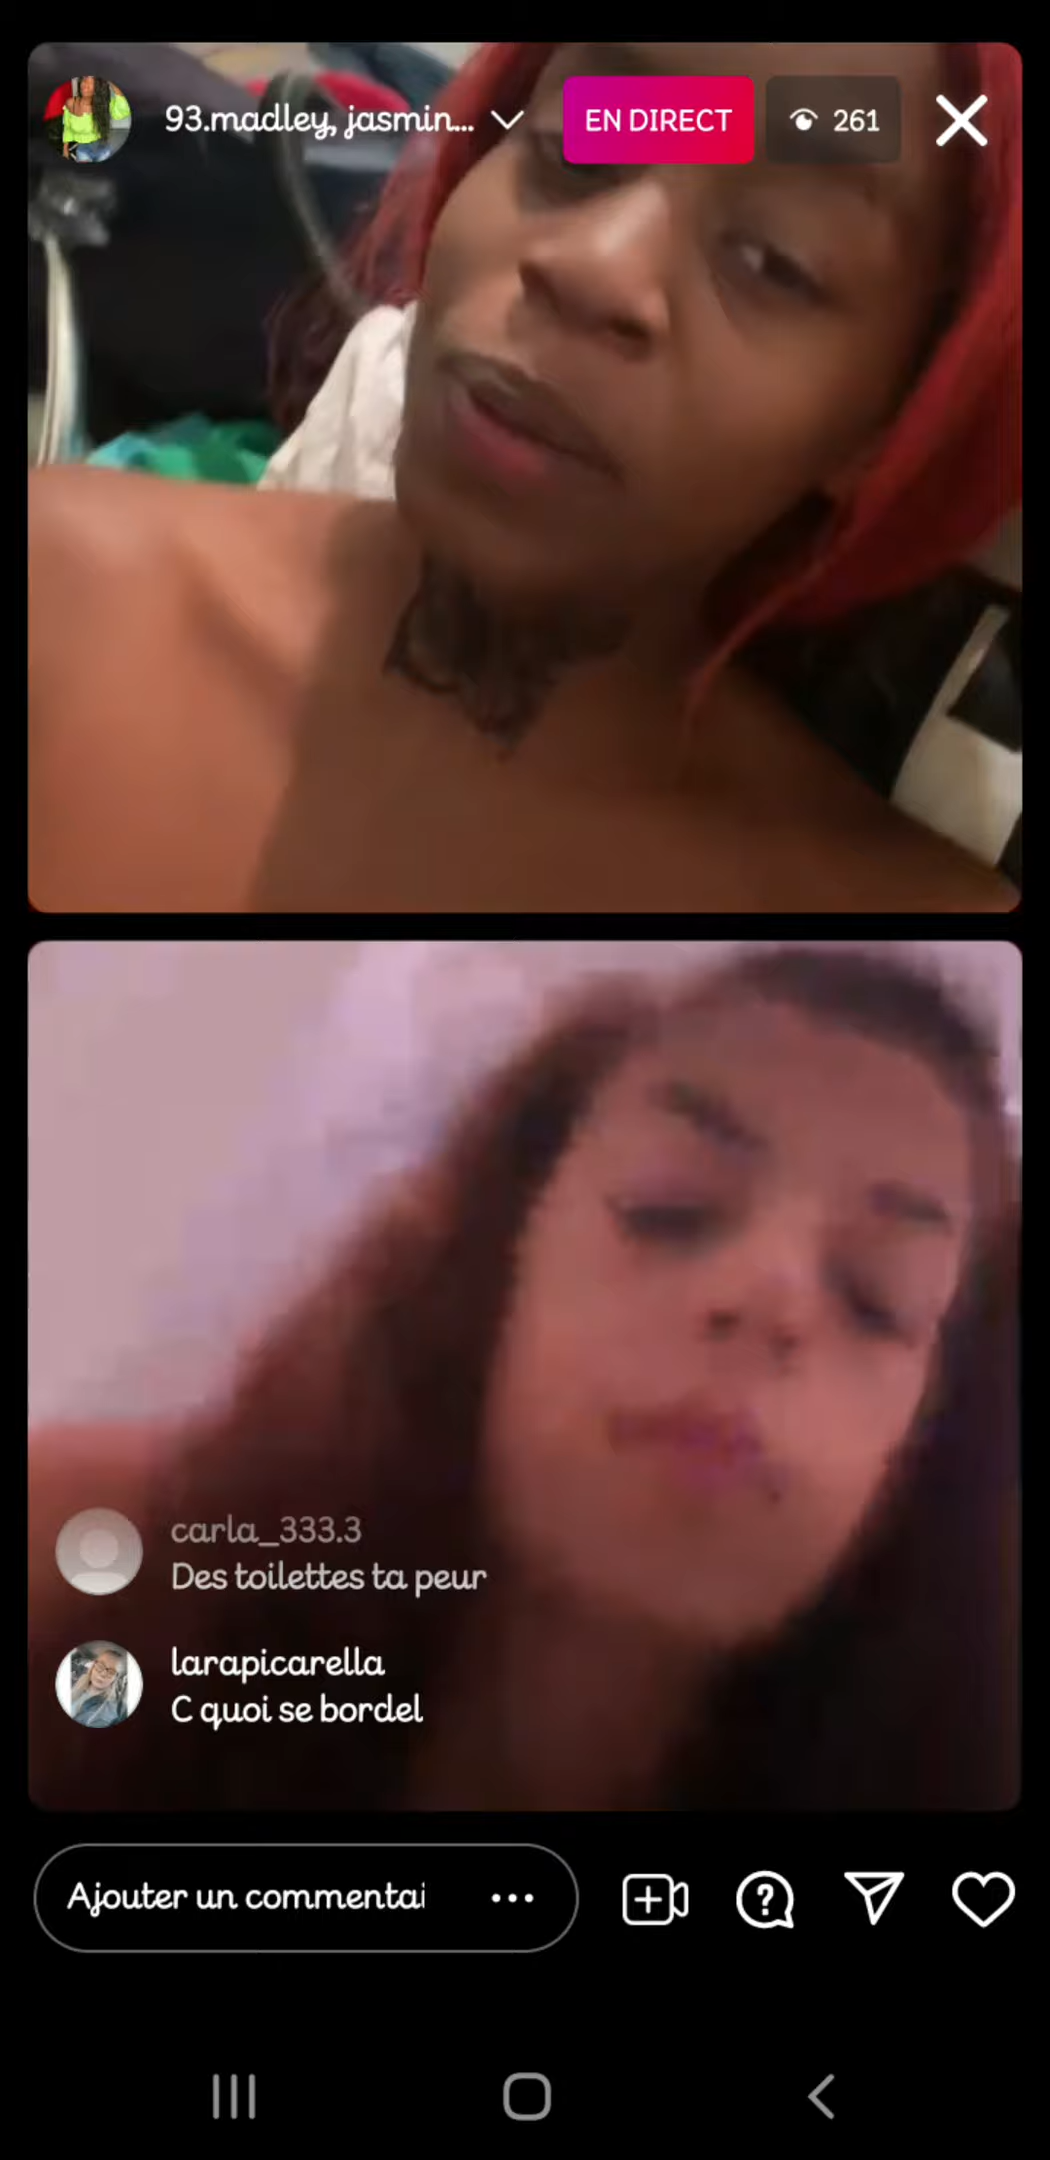 93.madley, jasmin...
EN DIRECT
261
carla_333.3
Des toilettes ta peur
larapicarella
C quoi se bordel
Ajouter un commentai